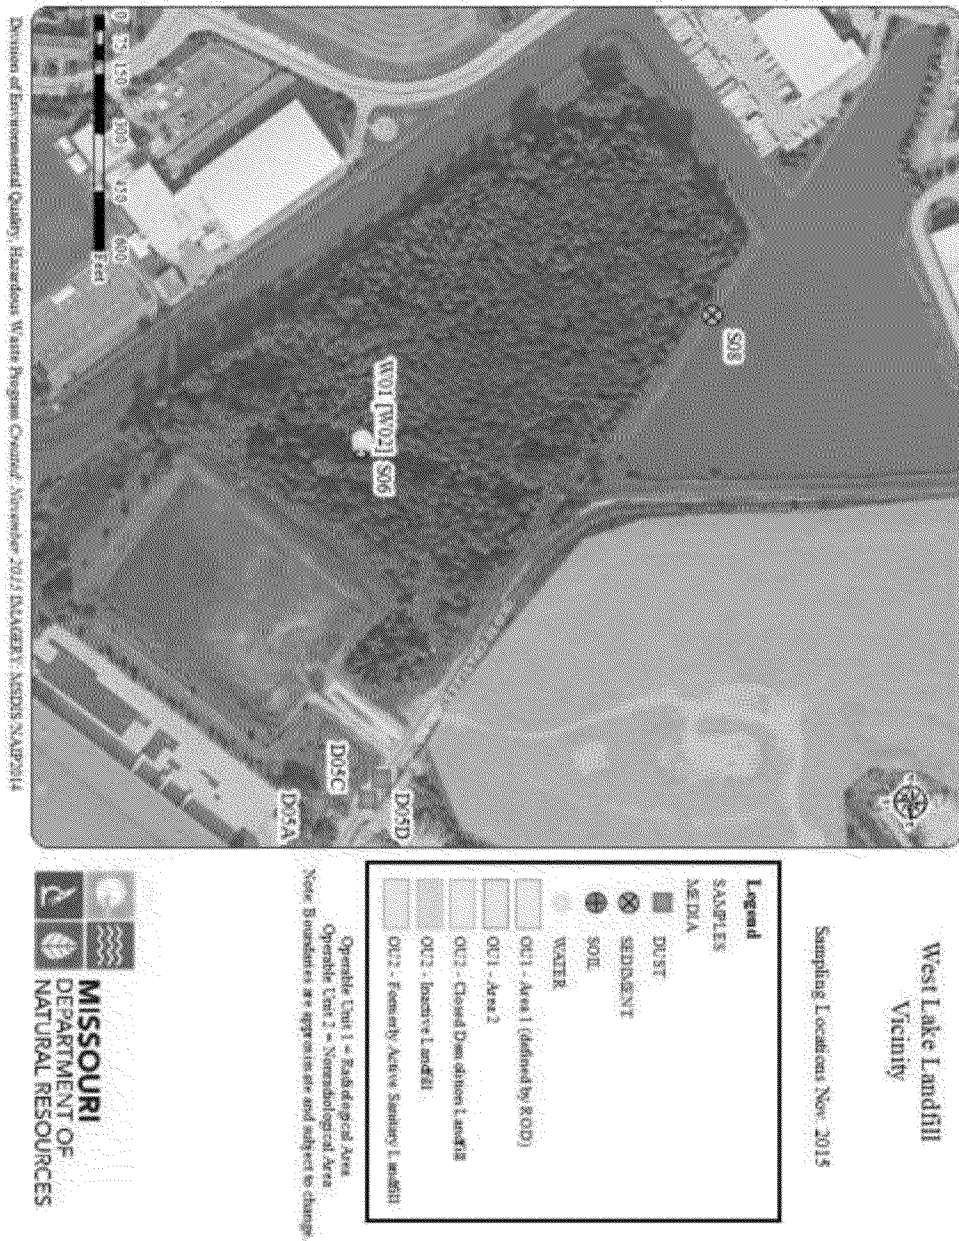 West Lake Landfill
Vicinity
Sampling Locations Nov. 2015
Legend
SAMPLES
MEDIA
DUST
SEDIMENT
SOIL
WATER
OU1 - Area 1 (defined by ROD)
OU1 - Area 2
OU2 - Closed Demolition Landfill
OU2 - Inactive Landfill
OU2 - Formerly Active Sanitary Landfill
Operable Unit 1 = Radiological Area
Operable Unit 2 = Nonradiological Area
Note: Boundaries are approximate and subject to change
MISSOURI
DEPARTMENT OF
NATURAL RESOURCES
S03
W01 [W02] S06
D05D
D05C
D05A
0 75 150 300 450 600
Feet
Division of Environmental Quality, Hazardous Waste Program Created: November 2015 IMAGERY: MSDIS NAIP2014